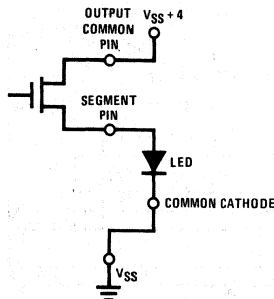 OUTPUT
COMMON
PIN
VSS + 4
SEGMENT
PIN
LED
COMMON CATHODE
VSS